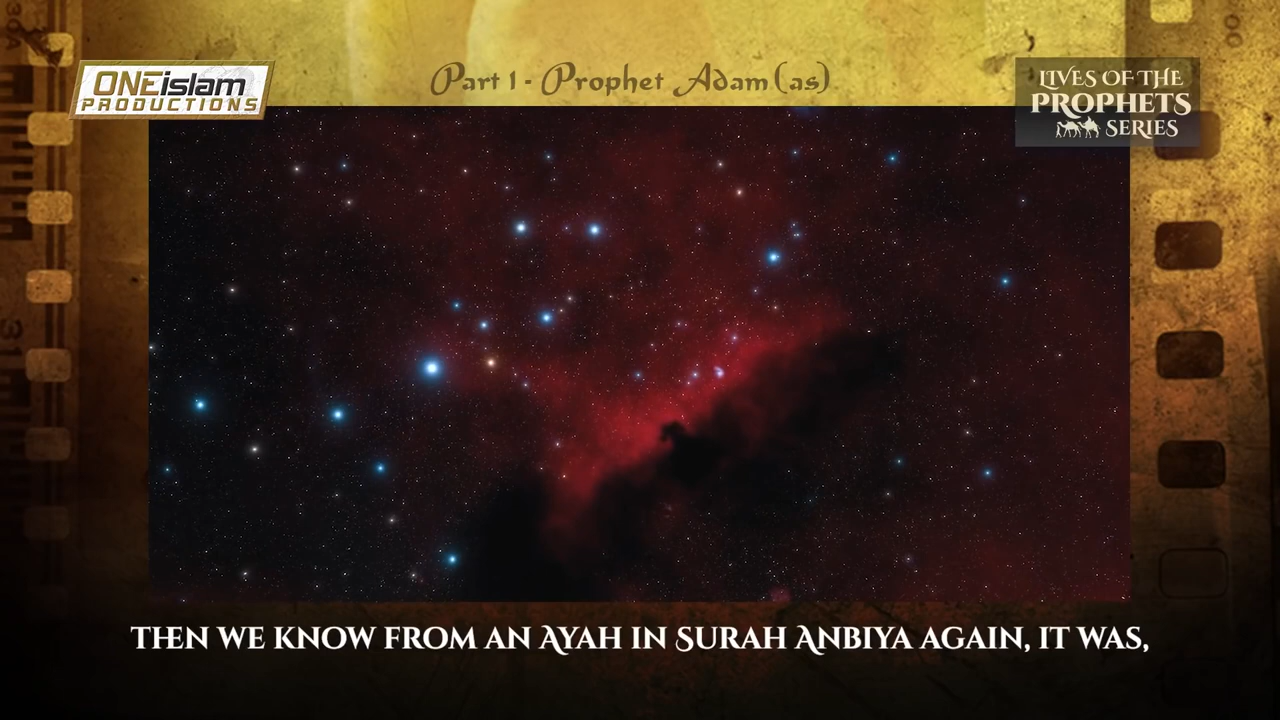 ONEislam
PRODUCTIONS
Part 1 - Prophet Adam (as)
LIVES OF THE
PROPHETS
SERIES
THEN WE KNOW FROM AN AYAH IN SURAH ANBIYA AGAIN, IT WAS,